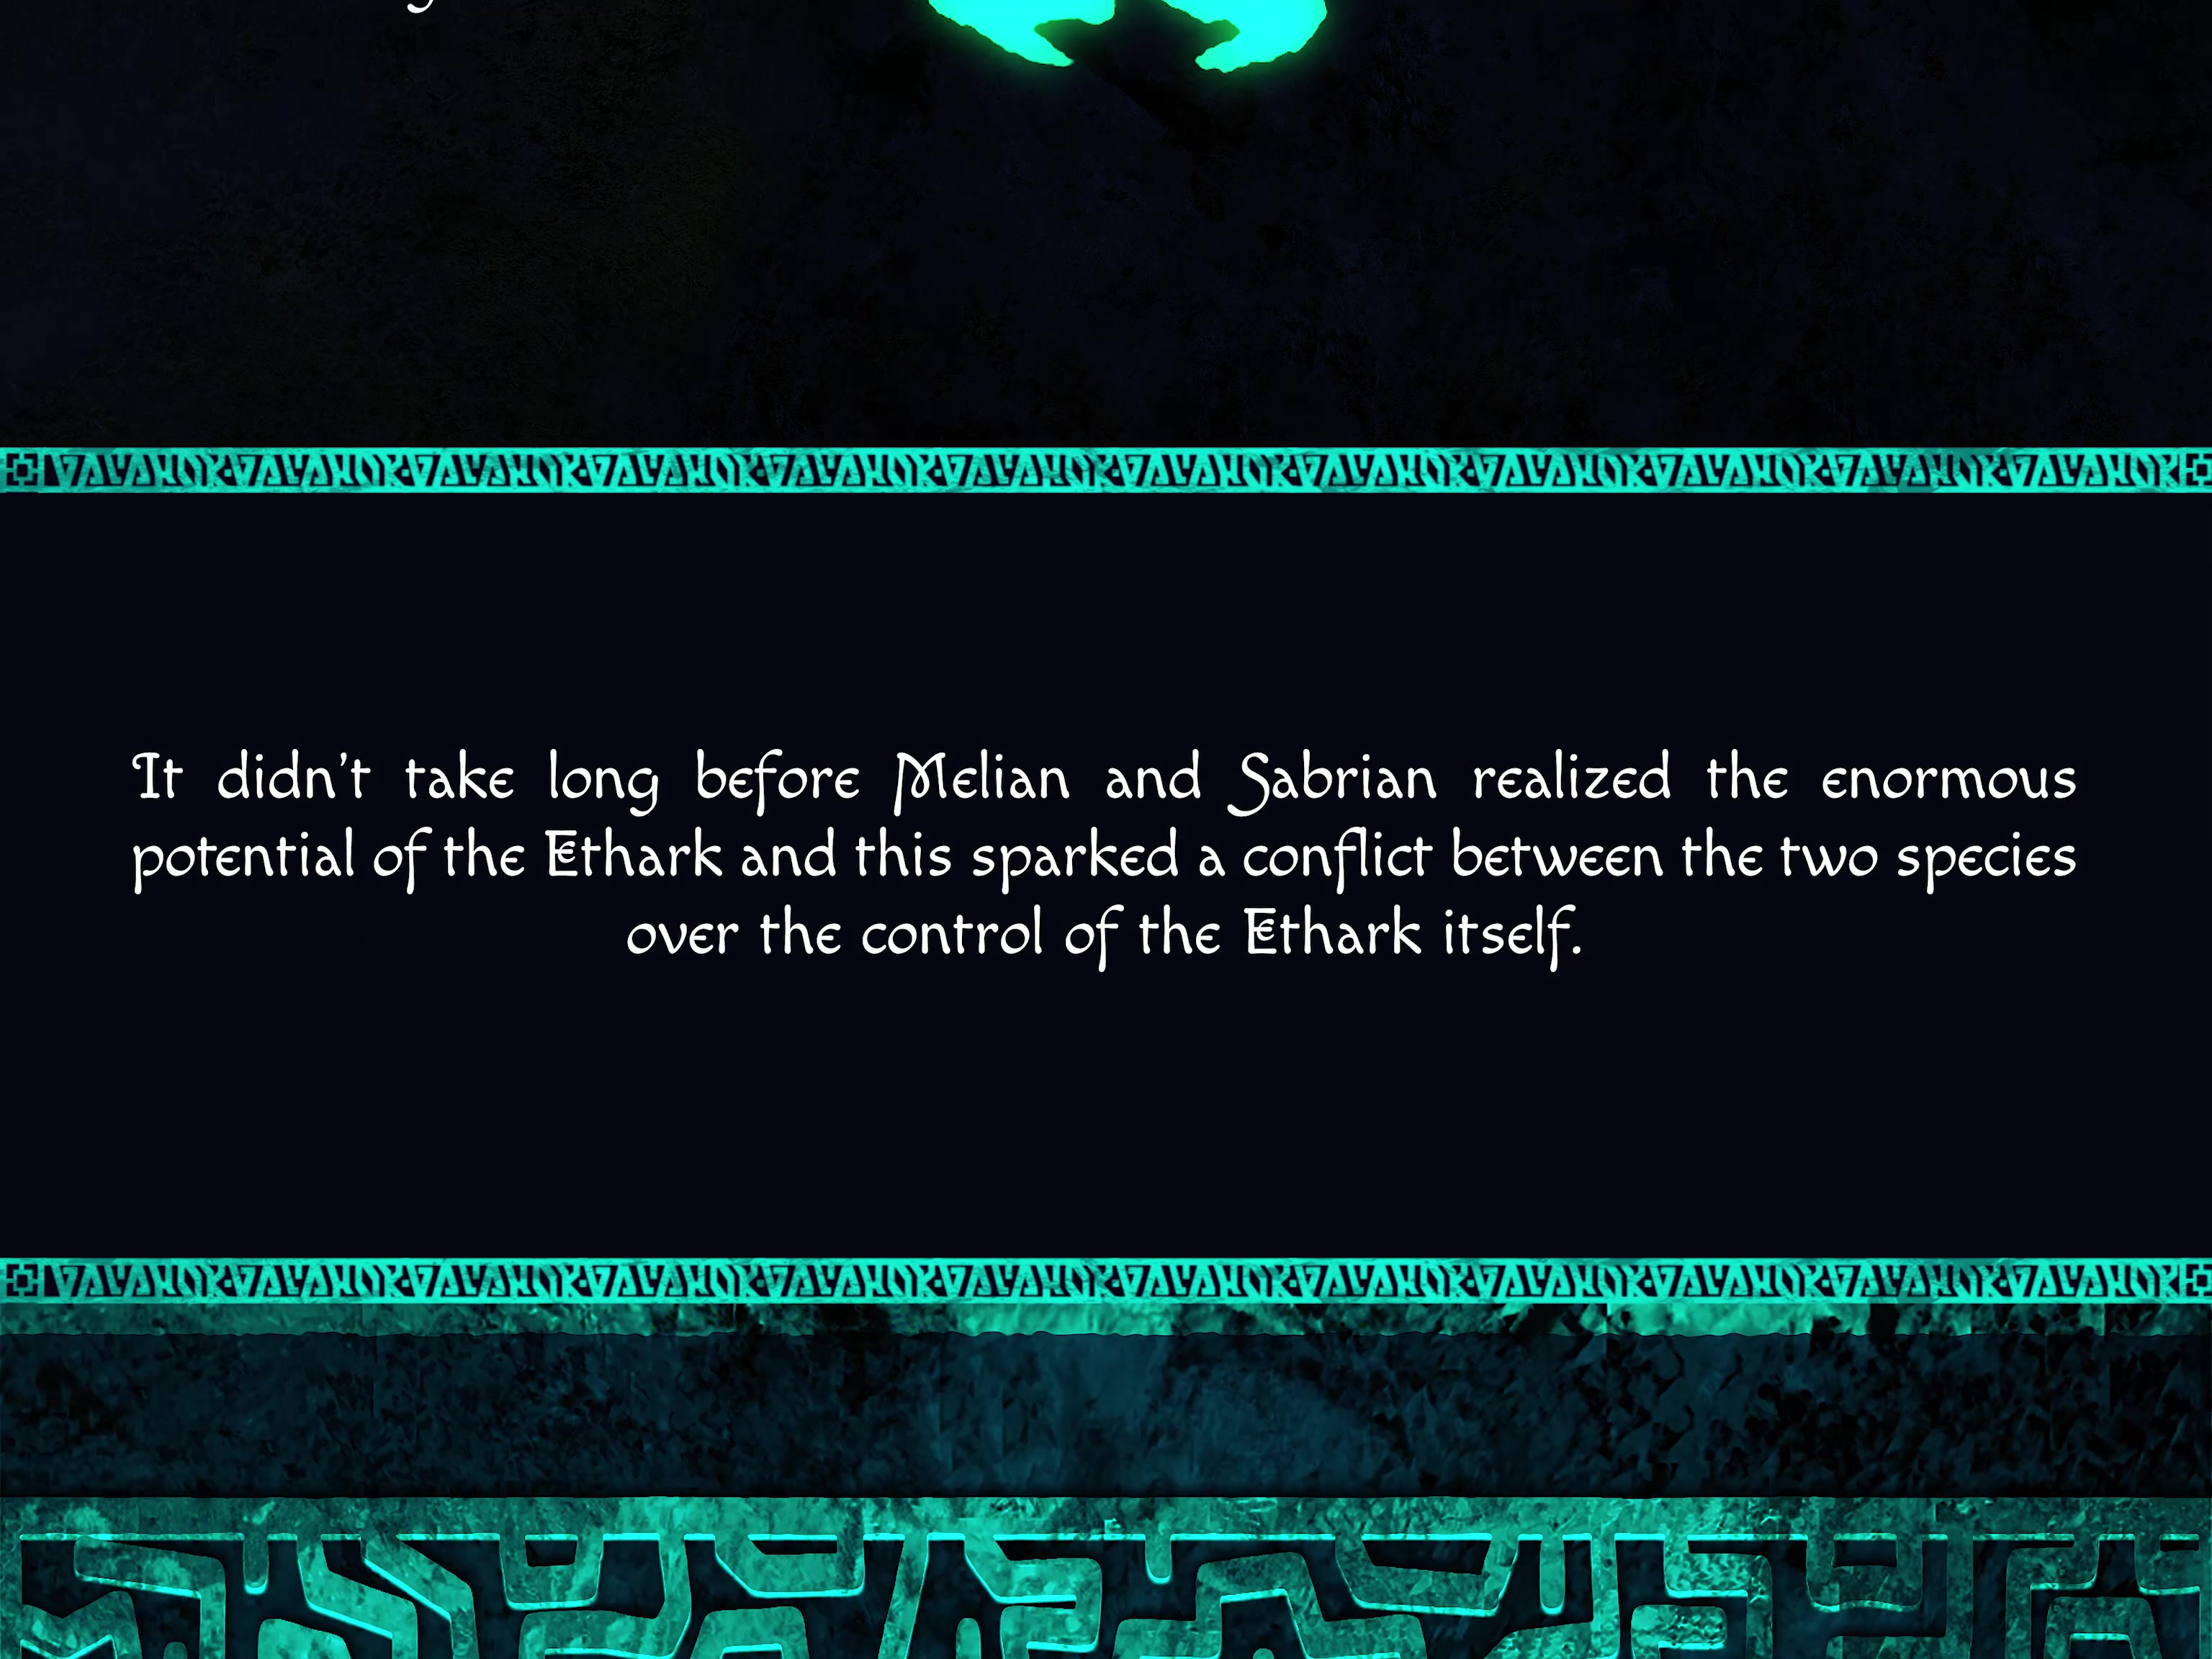 It didn't take long before Melian and Sabrian realized the enormous
potential of the Ethark and this sparked a conflict between the two species
over the control of the Ethark itself.